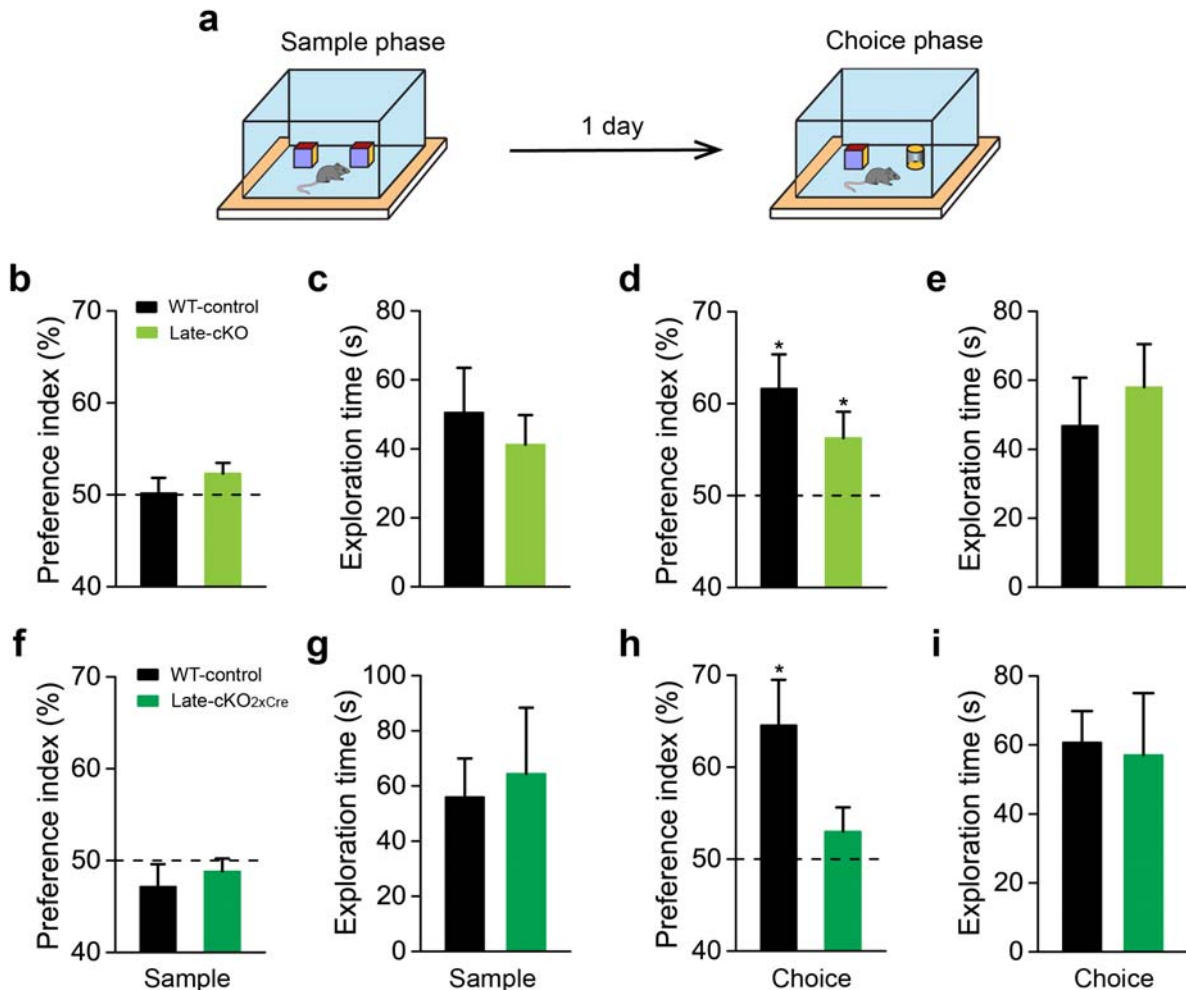 a
Sample phase
Choice phase
1 day
b
Preference index (%)
70
60
50
40
WT-control
Late-cKO
c
Exploration time (s)
80
60
40
20
0
d
Preference index (%)
70
60
50
40
*
*
e
Exploration time (s)
80
60
40
20
0
f
Preference index (%)
70
60
50
40
WT-control
Late-cKO2xCre
Sample
g
Exploration time (s)
100
80
60
40
20
0
Sample
h
Preference index (%)
70
60
50
40
*
Choice
i
Exploration time (s)
80
60
40
20
0
Choice